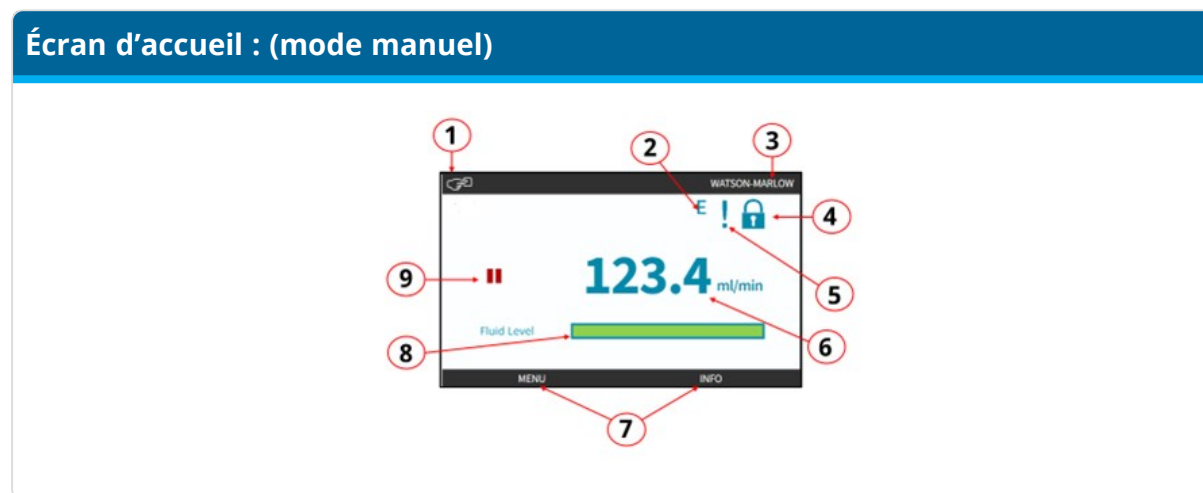 Écran d’accueil : (mode manuel)
1
2
3
WATSON-MARLOW
E ! 4
9
123.4 ml/min
5
Fluid Level
8
6
MENU INFO
7